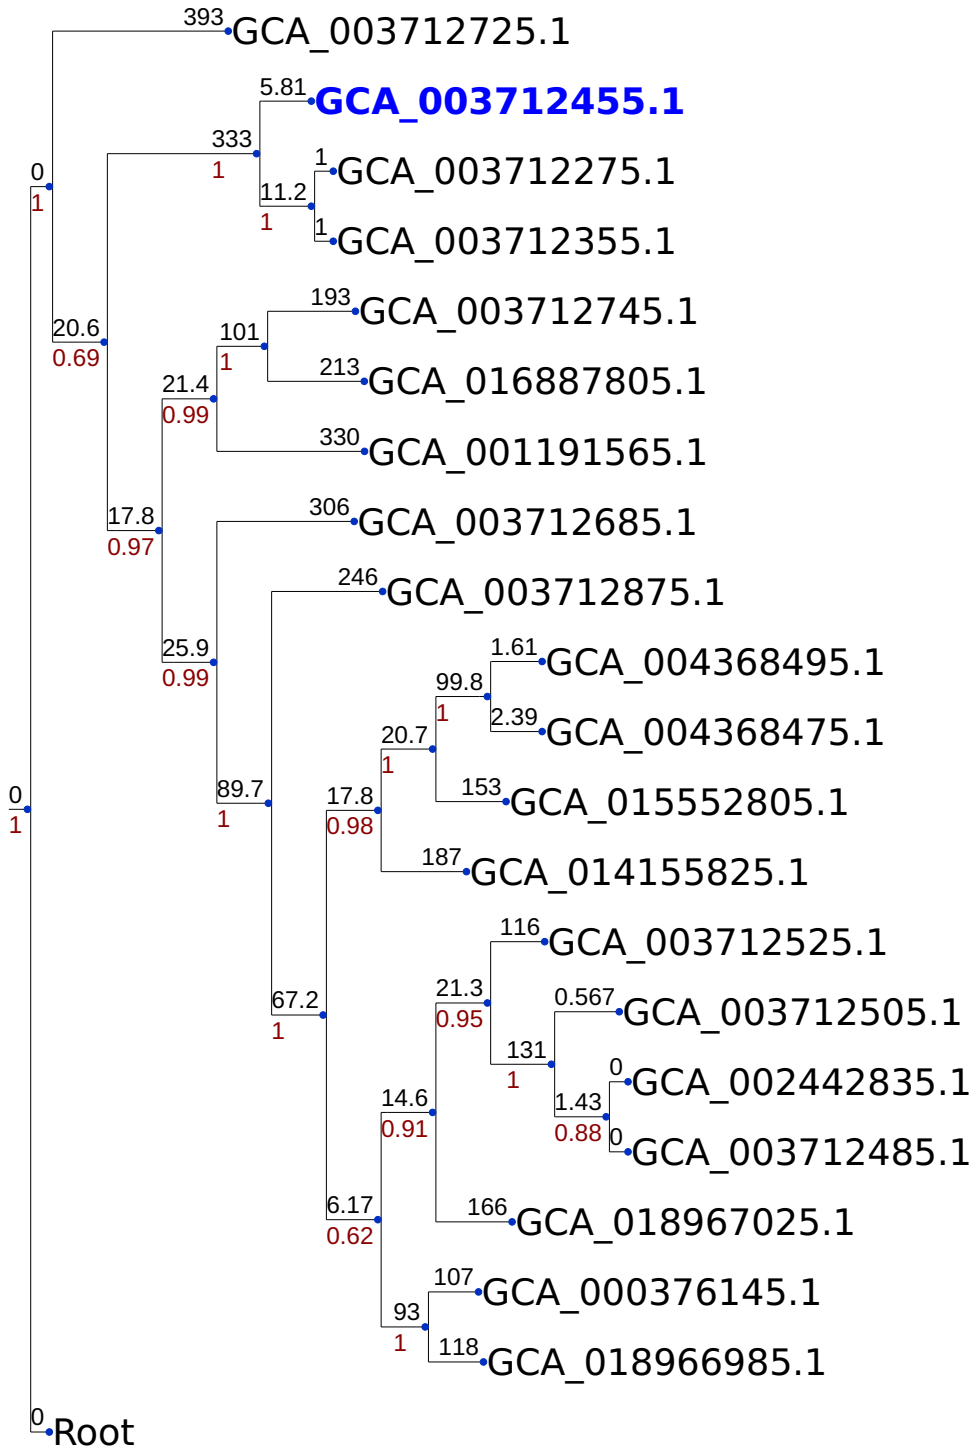 393
GCA_003712725.1
5.81
GCA_003712455.1
333
1
1
GCA_003712275.1
0
1
11.2
1
1
GCA_003712355.1
193
GCA_003712745.1
20.6
0.69
101
1
213
GCA_016887805.1
21.4
0.99
330
GCA_001191565.1
17.8
0.97
306
GCA_003712685.1
246
GCA_003712875.1
25.9
0.99
1.61
GCA_004368495.1
99.8
1
2.39
GCA_004368475.1
20.7
1
0
1
89.7
1
17.8
0.98
153
GCA_015552805.1
187
GCA_014155825.1
116
GCA_003712525.1
67.2
1
21.3
0.95
0.567
GCA_003712505.1
131
1
0
GCA_002442835.1
14.6
0.91
1.43
0.88
0
GCA_003712485.1
6.17
0.62
166
GCA_018967025.1
107
GCA_000376145.1
93
1
118
GCA_018966985.1
0
Root